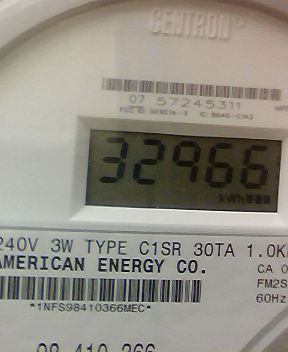 CENTRON®
07 57245311
32966
kWh
240V 3W TYPE C1SR 30TA 1.0K
AMERICAN ENERGY CO.
CA 0
FM2S
60Hz
*1NFS98410366MEC*